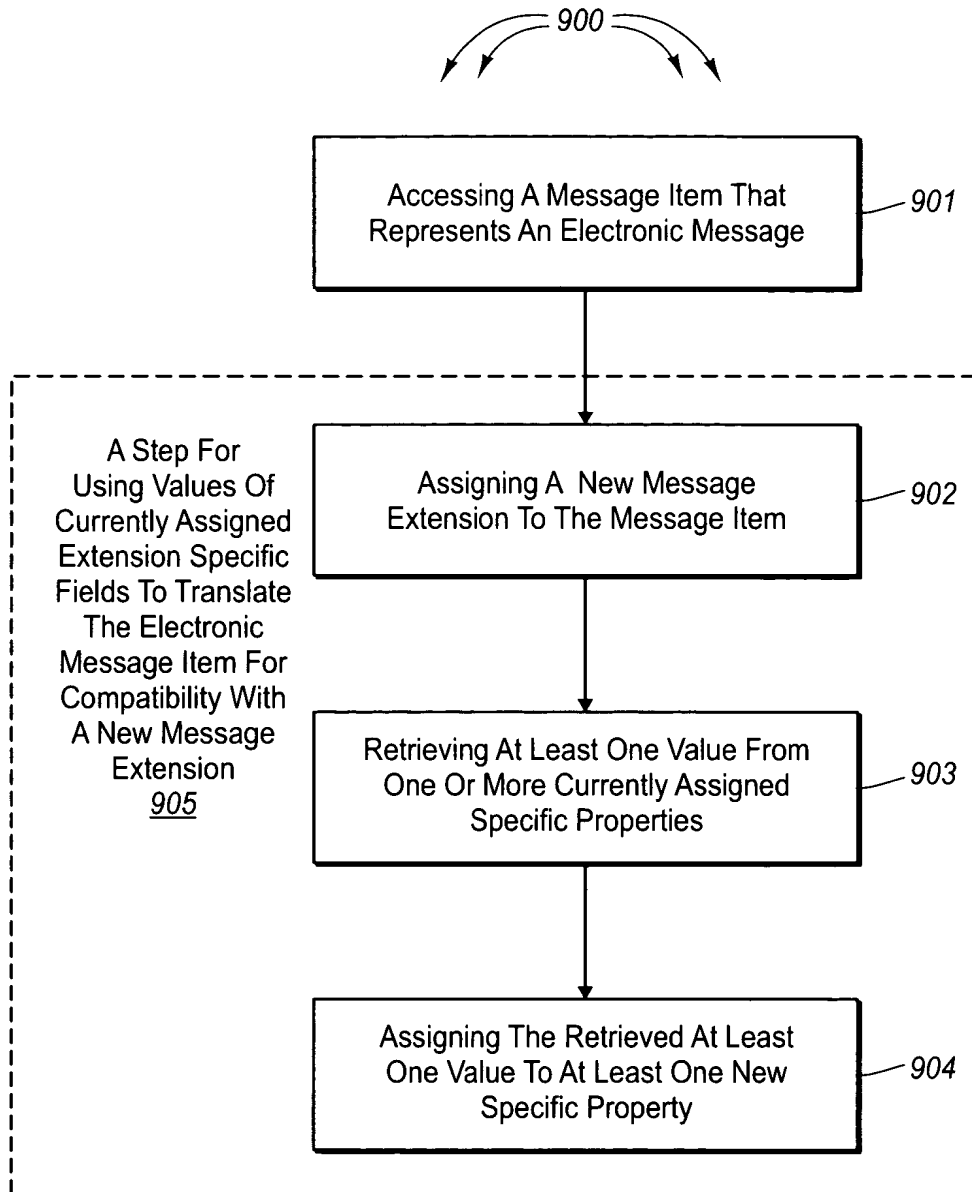 900
Accessing A Message Item That
Represents An Electronic Message
901
A Step For
Using Values Of
Currently Assigned
Extension Specific
Fields To Translate
The Electronic
Message Item For
Compatibility With
A New Message
Extension
905
Assigning A New Message
Extension To The Message Item
902
Retrieving At Least One Value From
One Or More Currently Assigned
Specific Properties
903
Assigning The Retrieved At Least
One Value To At Least One New
Specific Property
904